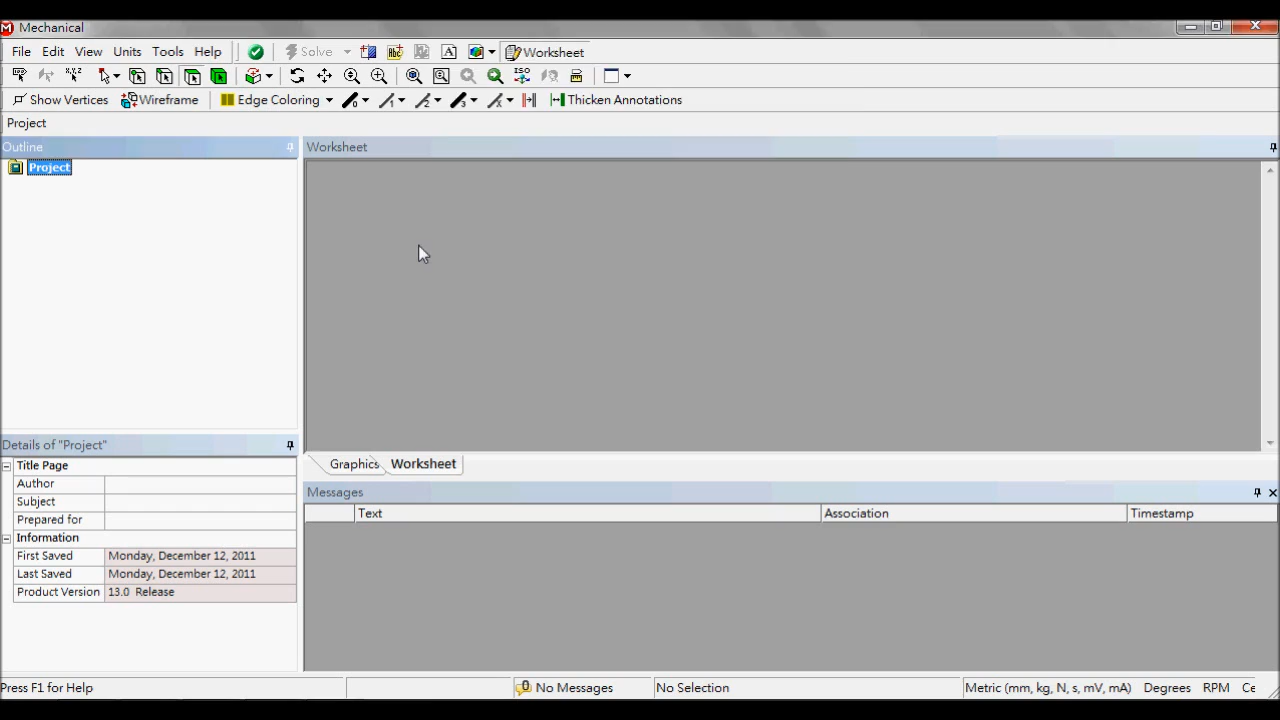 Mechanical
File Edit View Units Tools Help Solve A Worksheet
ISO
Show Vertices Wireframe Edge Coloring Thicken Annotations
Project
Outline
Project
Worksheet
Details of "Project"
Title Page
Author
Subject
Prepared for
Information
First Saved Monday, December 12, 2011
Last Saved Monday, December 12, 2011
Product Version 13.0 Release
Graphics Worksheet
Messages
Text Association Timestamp
Press F1 for Help No Messages No Selection Metric (mm, kg, N, s, mV, mA) Degrees RPM Ce